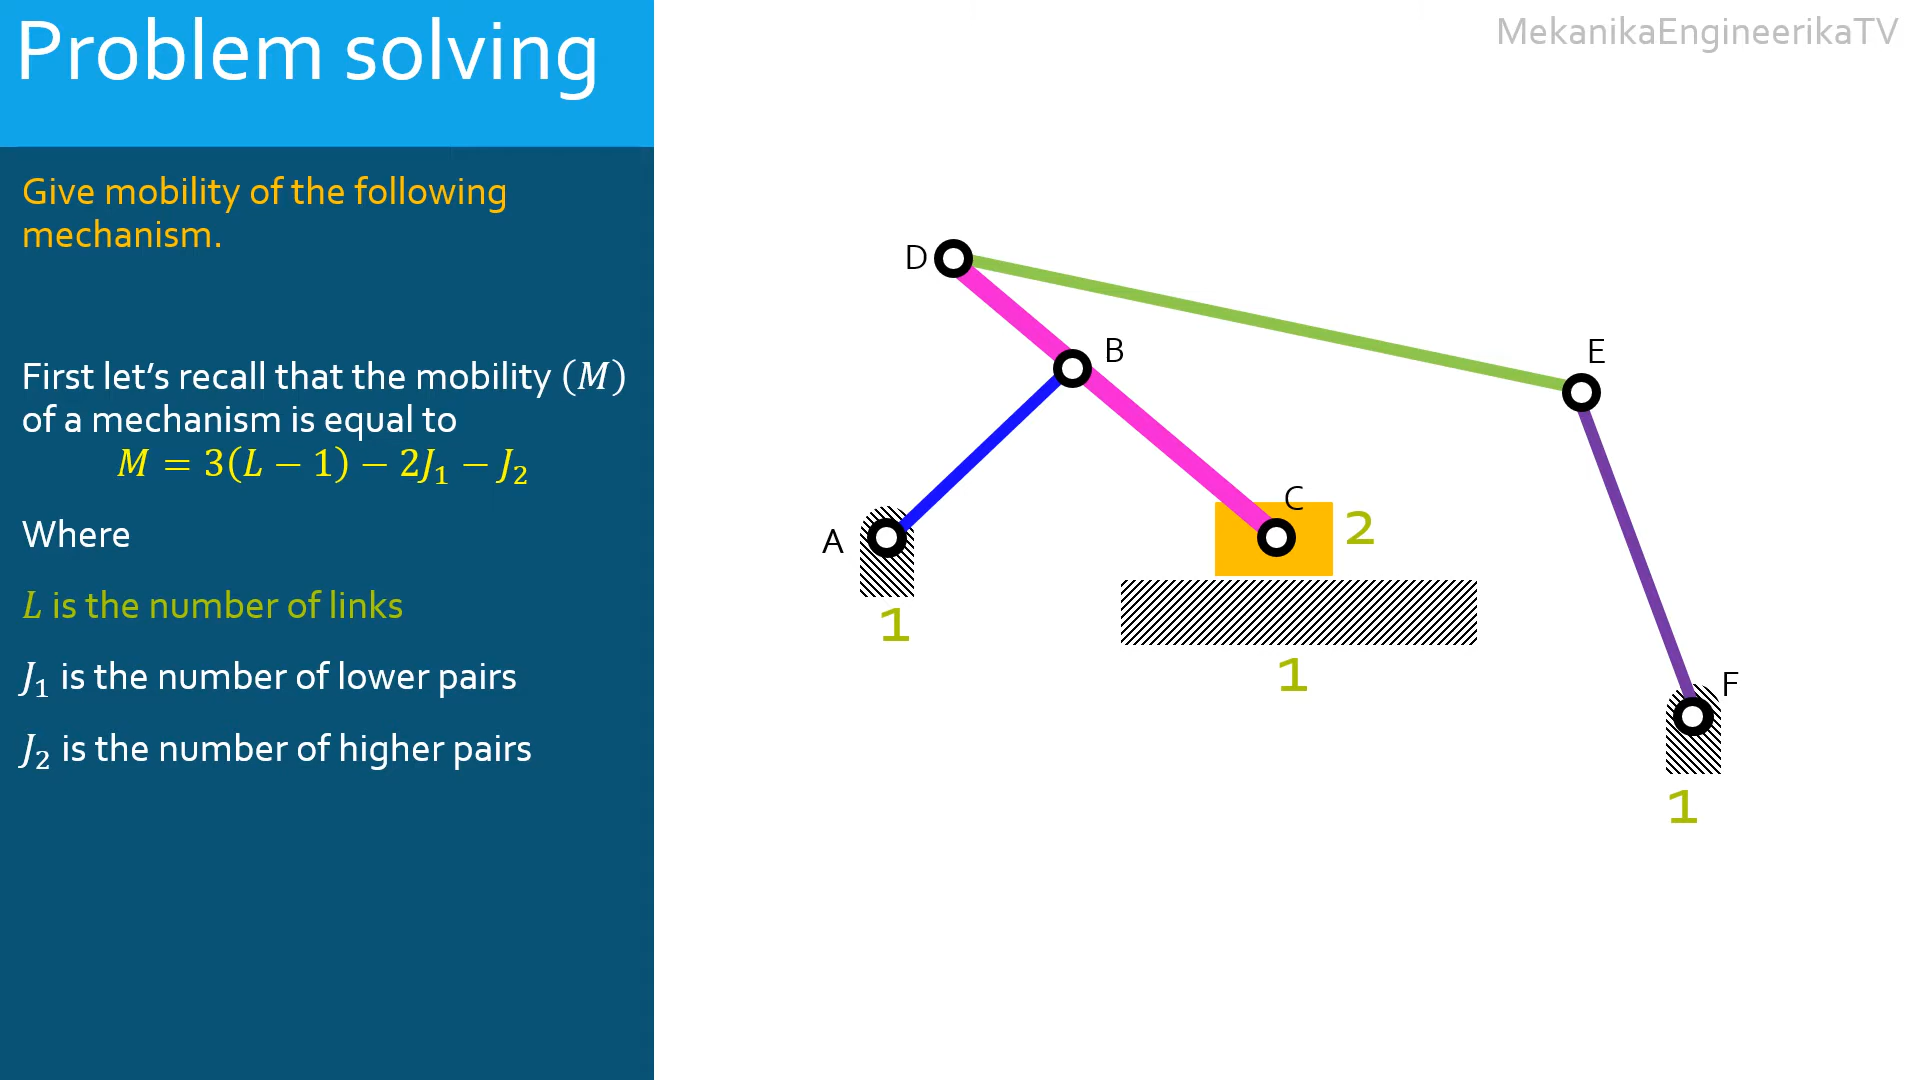 Problem solving
MekanikaEngineerikaTV
Give mobility of the following
mechanism.
First let's recall that the mobility (M)
of a mechanism is equal to
M = 3(L − 1) − 2J₁ − J₂
Where
L is the number of links
J₁ is the number of lower pairs
J₂ is the number of higher pairs
D
B
E
A
C
2
1
1
F
1